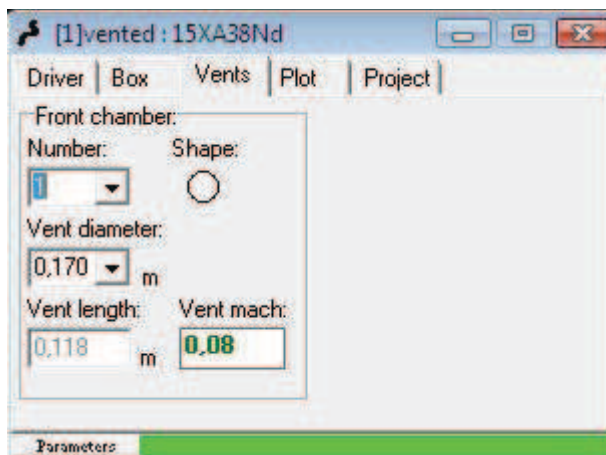 [1]vented : 15XA38Nd
Driver Box Vents Plot Project
Front chamber:
Number: Shape:
1
Vent diameter:
0,170 m
Vent length: Vent mach:
0,118 m 0,08
Parameters